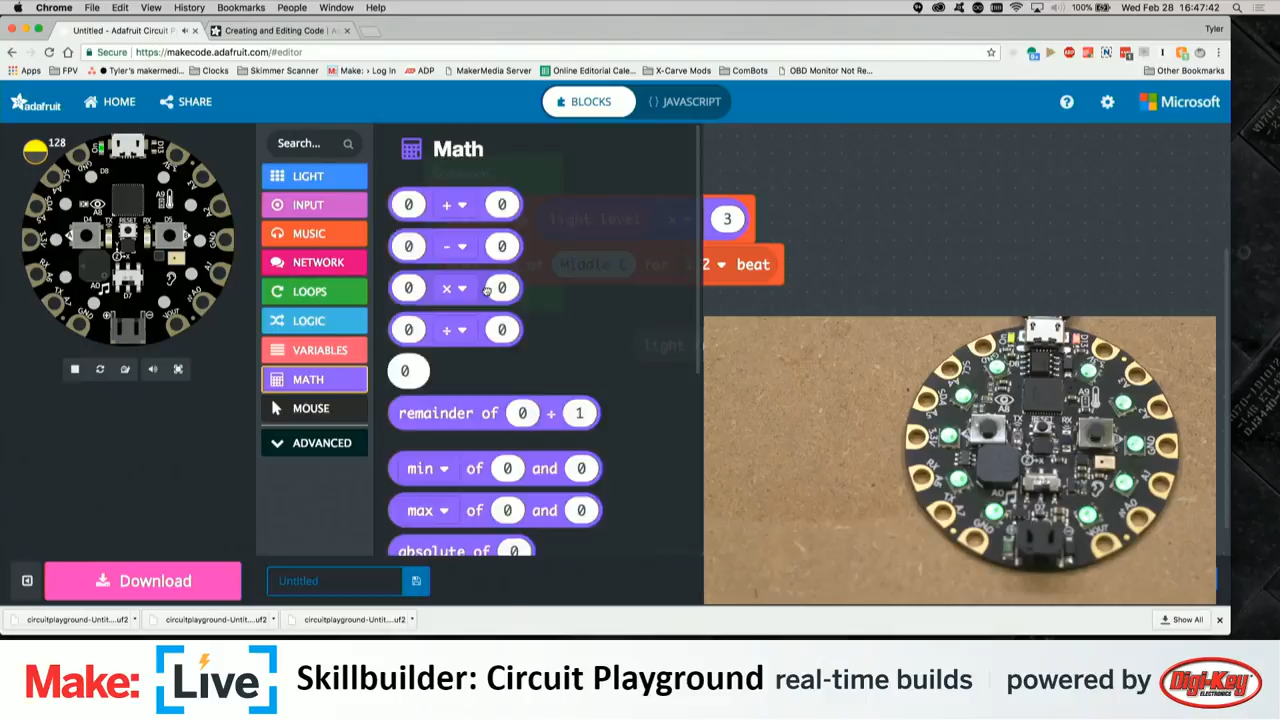 Chrome File Edit View History Bookmarks People Window Help 100% Wed Feb 28 16:47:42
Untitled - Adafruit Circuit P Creating and Editing Code | A Tyler
Secure https://makecode.adafruit.com/#editor
Apps FPV Tyler's makermedi... Clocks Skimmer Scanner Make: > Log In ADP MakerMedia Server Online Editorial Cale... X-Carve Mods ComBots OBD Monitor Not Re... Other Bookmarks
adafruit HOME SHARE BLOCKS {} JAVASCRIPT Microsoft
128
Search...
LIGHT
INPUT
MUSIC
NETWORK
LOOPS
LOGIC
VARIABLES
MATH
MOUSE
ADVANCED
Math
0 + 0
0 - 0
0 × 0
0 ÷ 0
0
remainder of 0 ÷ 1
min of 0 and 0
max of 0 and 0
absolute of 0
light level × 3
Middle C for 2 beat
light
Download Untitled
circuitplayground-Untit....uf2 circuitplayground-Untit....uf2 circuitplayground-Untit....uf2 Show All
Make: Live Skillbuilder: Circuit Playground real-time builds powered by Digi-Key
ELECTRONICS